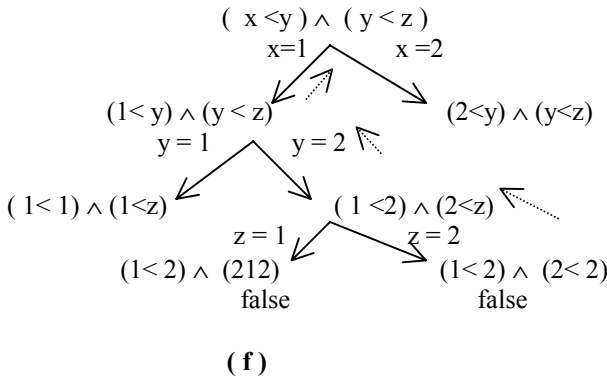 ( x <y ) ∧ ( y < z )
x=1 x =2
(1< y) ∧ (y < z) (2<y) ∧ (y<z)
y = 1 y = 2
( 1< 1) ∧ (1<z) ( 1 <2) ∧ (2<z)
z = 1 z = 2
(1< 2) ∧ (212) (1< 2) ∧ (2< 2)
false false
( f )